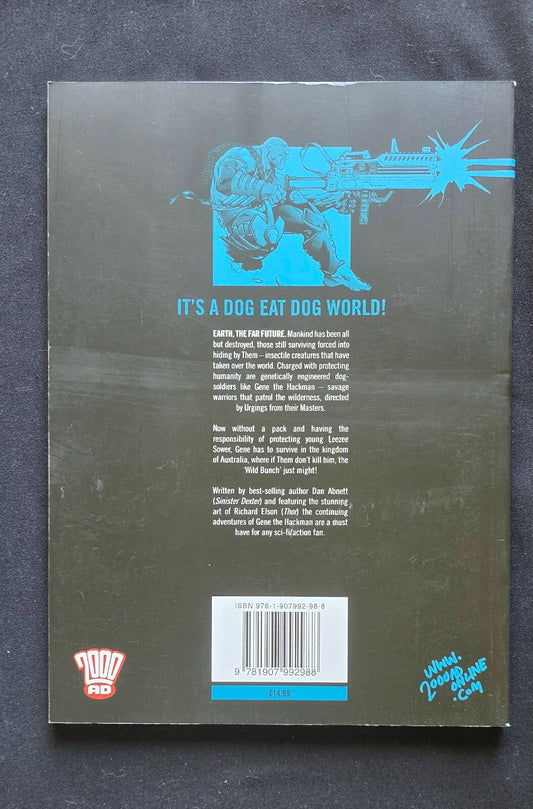 IT'S A DOG EAT DOG WORLD!
EARTH, THE FAR FUTURE. Mankind has been all
but destroyed, those still surviving forced into
hiding by Them – insectile creatures that have
taken over the world. Charged with protecting
humanity are genetically engineered dog-
soldiers like Gene the Hackman – savage
warriors that patrol the wilderness, directed
by Urgings from their Masters.
Now without a pack and having the
responsibility of protecting young Leezee
Sower, Gene has to survive in the kingdom
of Auxtralia, where if Them don't kill him, the
'Wild Bunch' just might!
Written by best-selling author Dan Abnett
(Sinister Dexter) and featuring the stunning
art of Richard Elson (Thor) the continuing
adventures of Gene the Hackman are a must
have for any sci-fi/action fan.
ISBN 978-1-907992-98-8
9 781907 992988
£14.99
2000
AD
WWW.
2000AD
ONLINE
.COM